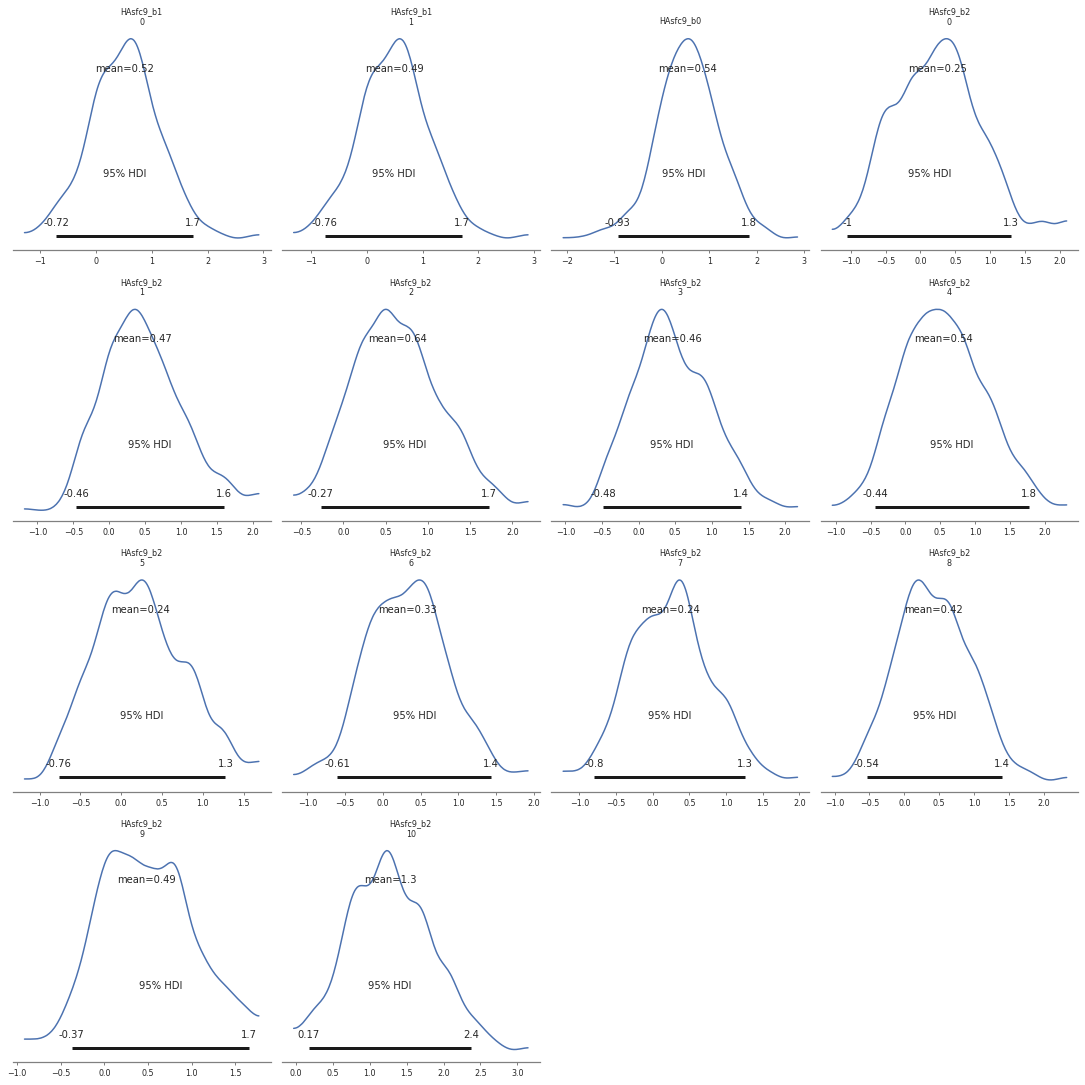 HAsfc9_b1
0
mean=0.52
95% HDI
-0.72 1.7
−1 0 1 2 3
HAsfc9_b1
1
mean=0.49
95% HDI
-0.76 1.7
−1 0 1 2 3
HAsfc9_b0
mean=0.54
95% HDI
-0.93 1.8
−2 −1 0 1 2 3
HAsfc9_b2
0
mean=0.25
95% HDI
-1 1.3
−1.0 −0.5 0.0 0.5 1.0 1.5 2.0
HAsfc9_b2
1
mean=0.47
95% HDI
-0.46 1.6
−1.0 −0.5 0.0 0.5 1.0 1.5 2.0
HAsfc9_b2
2
mean=0.64
95% HDI
-0.27 1.7
−0.5 0.0 0.5 1.0 1.5 2.0
HAsfc9_b2
3
mean=0.46
95% HDI
-0.48 1.4
−1.0 −0.5 0.0 0.5 1.0 1.5 2.0
HAsfc9_b2
4
mean=0.54
95% HDI
-0.44 1.8
−1.0 −0.5 0.0 0.5 1.0 1.5 2.0
HAsfc9_b2
5
mean=0.24
95% HDI
-0.76 1.3
−1.0 −0.5 0.0 0.5 1.0 1.5
HAsfc9_b2
6
mean=0.33
95% HDI
-0.61 1.4
−1.0 −0.5 0.0 0.5 1.0 1.5 2.0
HAsfc9_b2
7
mean=0.24
95% HDI
-0.8 1.3
−1.0 −0.5 0.0 0.5 1.0 1.5 2.0
HAsfc9_b2
8
mean=0.42
95% HDI
-0.54 1.4
−1.0 −0.5 0.0 0.5 1.0 1.5 2.0
HAsfc9_b2
9
mean=0.49
95% HDI
-0.37 1.7
−1.0 −0.5 0.0 0.5 1.0 1.5
HAsfc9_b2
10
mean=1.3
95% HDI
0.17 2.4
0.0 0.5 1.0 1.5 2.0 2.5 3.0